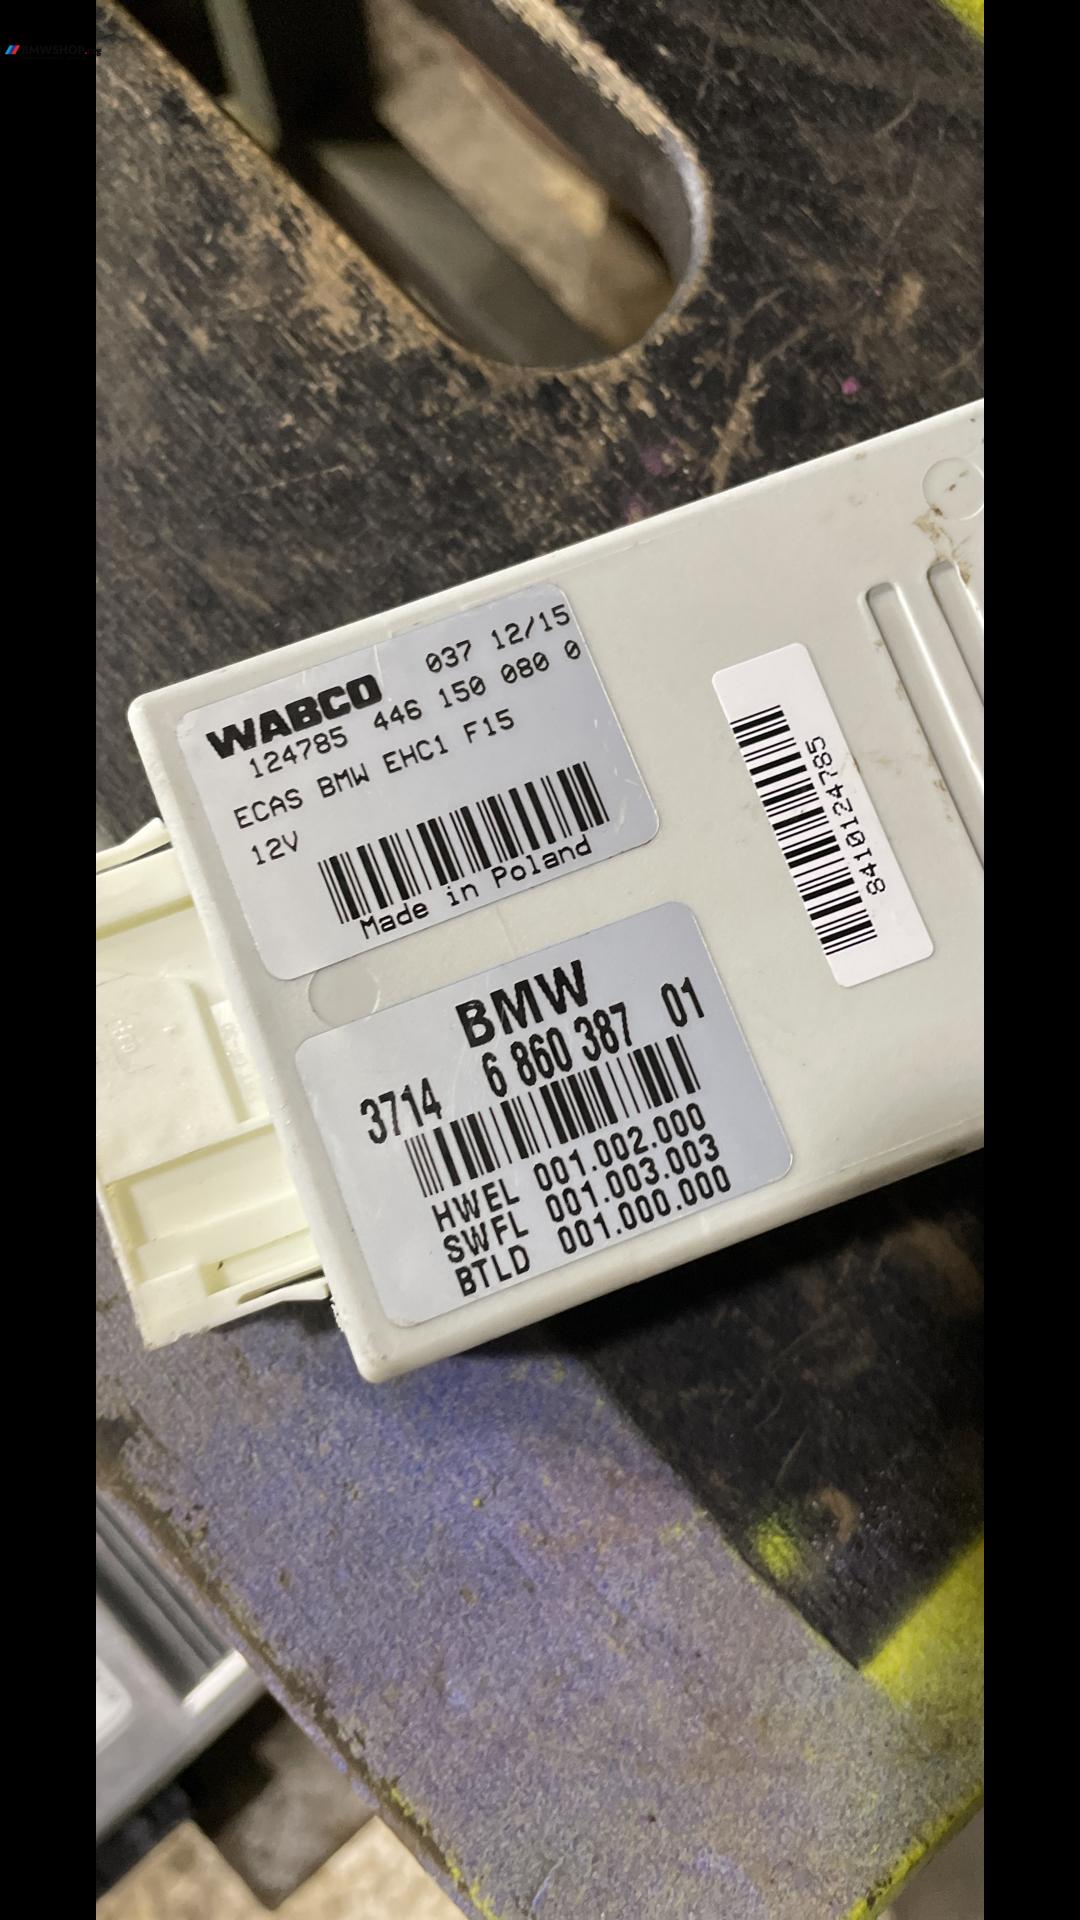 BMWSHOP
WABCO 037 12/15
124785 446 150 080 0
ECAS BMW EHC1 F15
12V
Made in Poland
8410124785
BMW
3714 6 860 387 01
HWEL 001.002.000
SWFL 001.003.003
BTLD 001.000.000